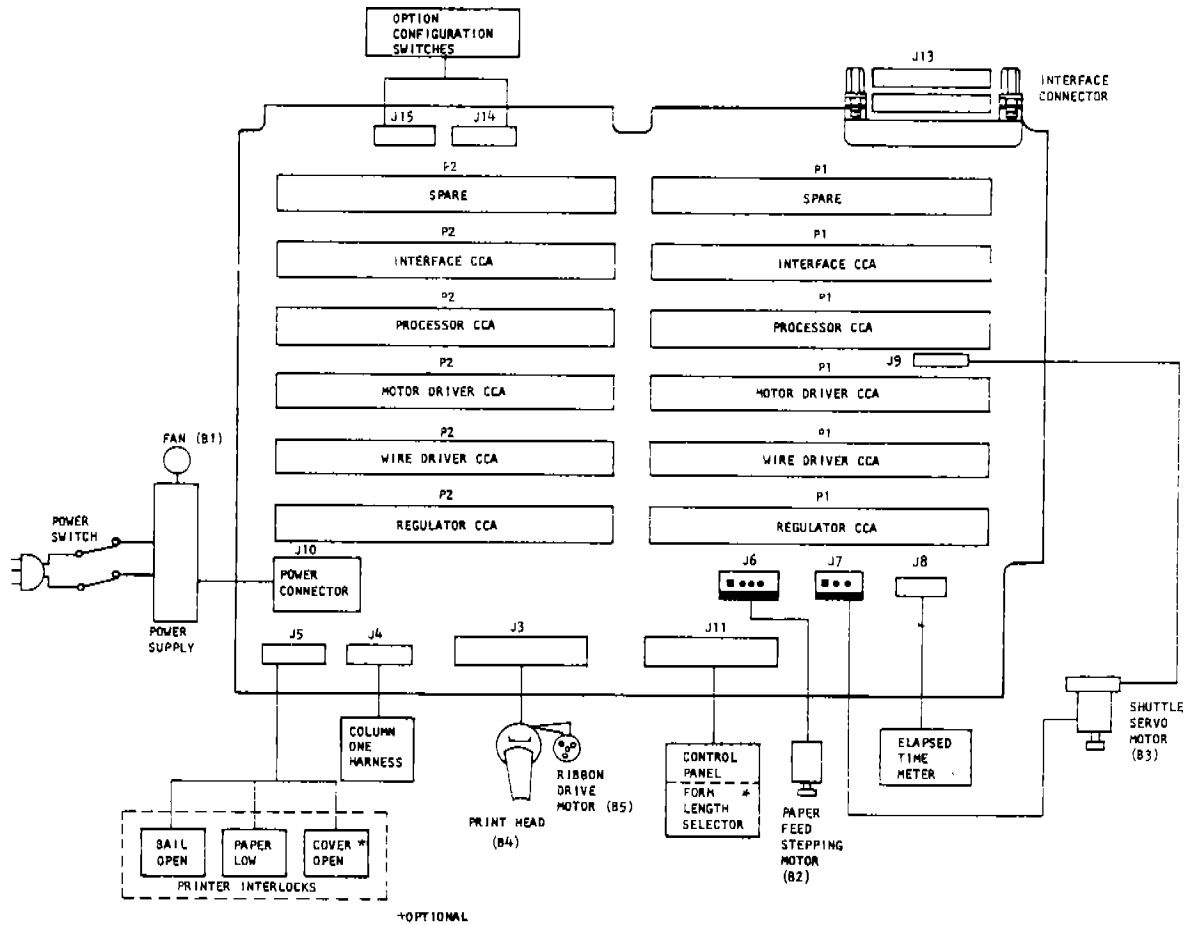 OPTION
CONFIGURATION
SWITCHES
J13
INTERFACE
CONNECTOR
J15
J14
P2
P1
SPARE
SPARE
P2
P1
INTERFACE CCA
INTERFACE CCA
P2
P1
PROCESSOR CCA
PROCESSOR CCA
J9
P2
P1
MOTOR DRIVER CCA
MOTOR DRIVER CCA
FAN (B1)
P2
P1
WIRE DRIVER CCA
WIRE DRIVER CCA
P2
P1
REGULATOR CCA
REGULATOR CCA
POWER
SWITCH
J10
POWER
CONNECTOR
J6
J7
J8
POWER
SUPPLY
J5
J4
J3
J11
SHUTTLE
SERVO
MOTOR
(B3)
COLUMN
ONE
HARNESS
PRINT HEAD
(B4)
RIBBON
DRIVE
MOTOR (B5)
CONTROL
PANEL
FORM *
LENGTH
SELECTOR
PAPER
FEED
STEPPING
MOTOR
(B2)
ELAPSED
TIME
METER
BAIL
OPEN
PAPER
LOW
COVER *
OPEN
PRINTER INTERLOCKS
*OPTIONAL